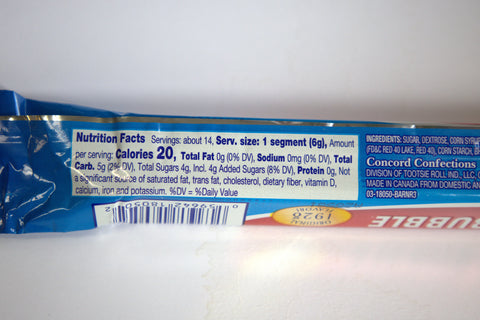 Nutrition Facts Servings: about 14, Serv. size: 1 segment (6g), Amount
per serving: Calories 20, Total Fat 0g (0% DV), Sodium 0mg (0% DV), Total
Carb. 5g (2% DV), Total Sugars 4g, Incl. 4g Added Sugars (8% DV), Protein 0g, Not
a significant source of saturated fat, trans fat, cholesterol, dietary fiber, vitamin D,
calcium, iron and potassium. %DV = %Daily Value
INGREDIENTS: SUGAR, DEXTROSE, CORN SYRU
(FD&C RED 40 LAKE, RED 40), CORN STARCH,
Concord Confections
DIVISION OF TOOTSIE ROLL IND., LLC,
MADE IN CANADA FROM DOMESTIC AN
03-18050-BARNR3
ORIGINAL
1928
FLAVOR!
BUBBLE